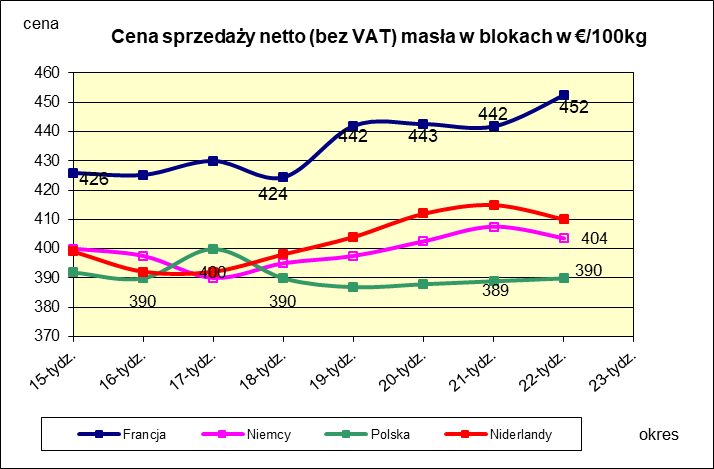 cena
Cena sprzedaży netto (bez VAT) masła w blokach w €/100kg
460
450
440
430
420
410
400
390
380
370
426
424
442
443
442
452
404
390
400
390
389
390
15-tydz.
16-tydz.
17-tydz.
18-tydz.
19-tydz.
20-tydz.
21-tydz.
22-tydz.
23-tydz.
Francja Niemcy Polska Niderlandy
okres